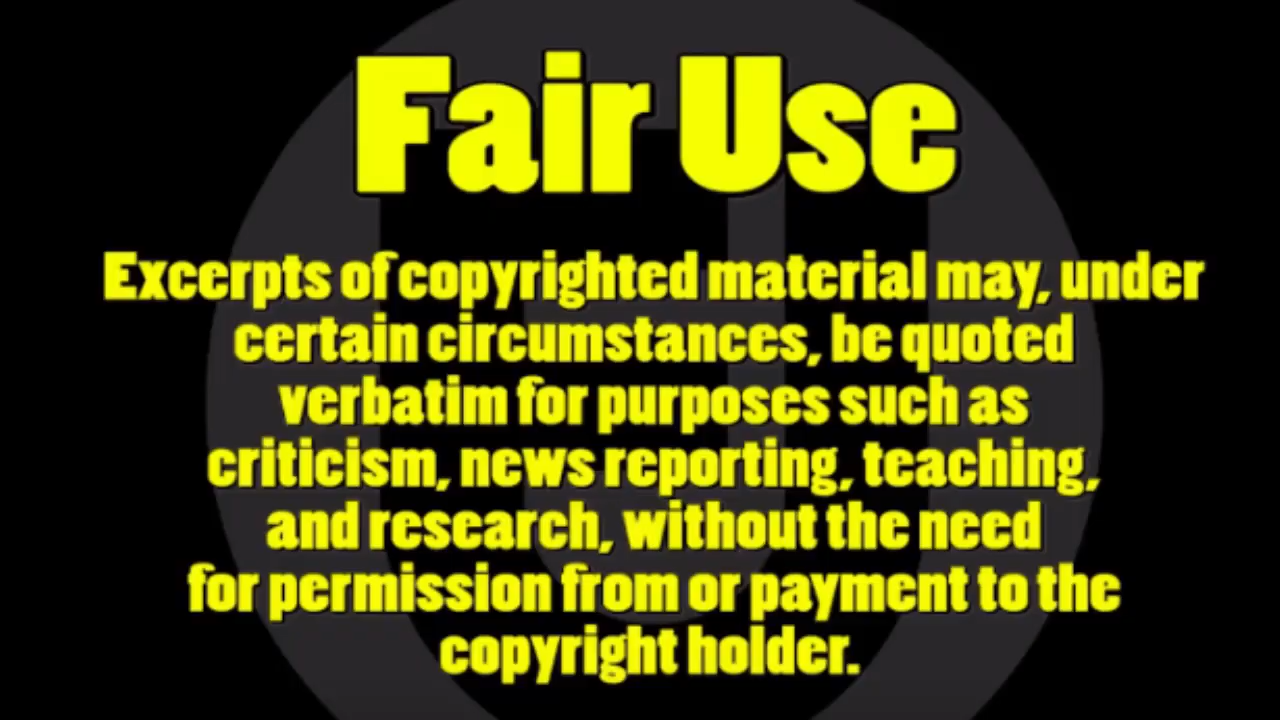 Fair Use
Excerpts of copyrighted material may, under
certain circumstances, be quoted
verbatim for purposes such as
criticism, news reporting, teaching,
and research, without the need
for permission from or payment to the
copyright holder.